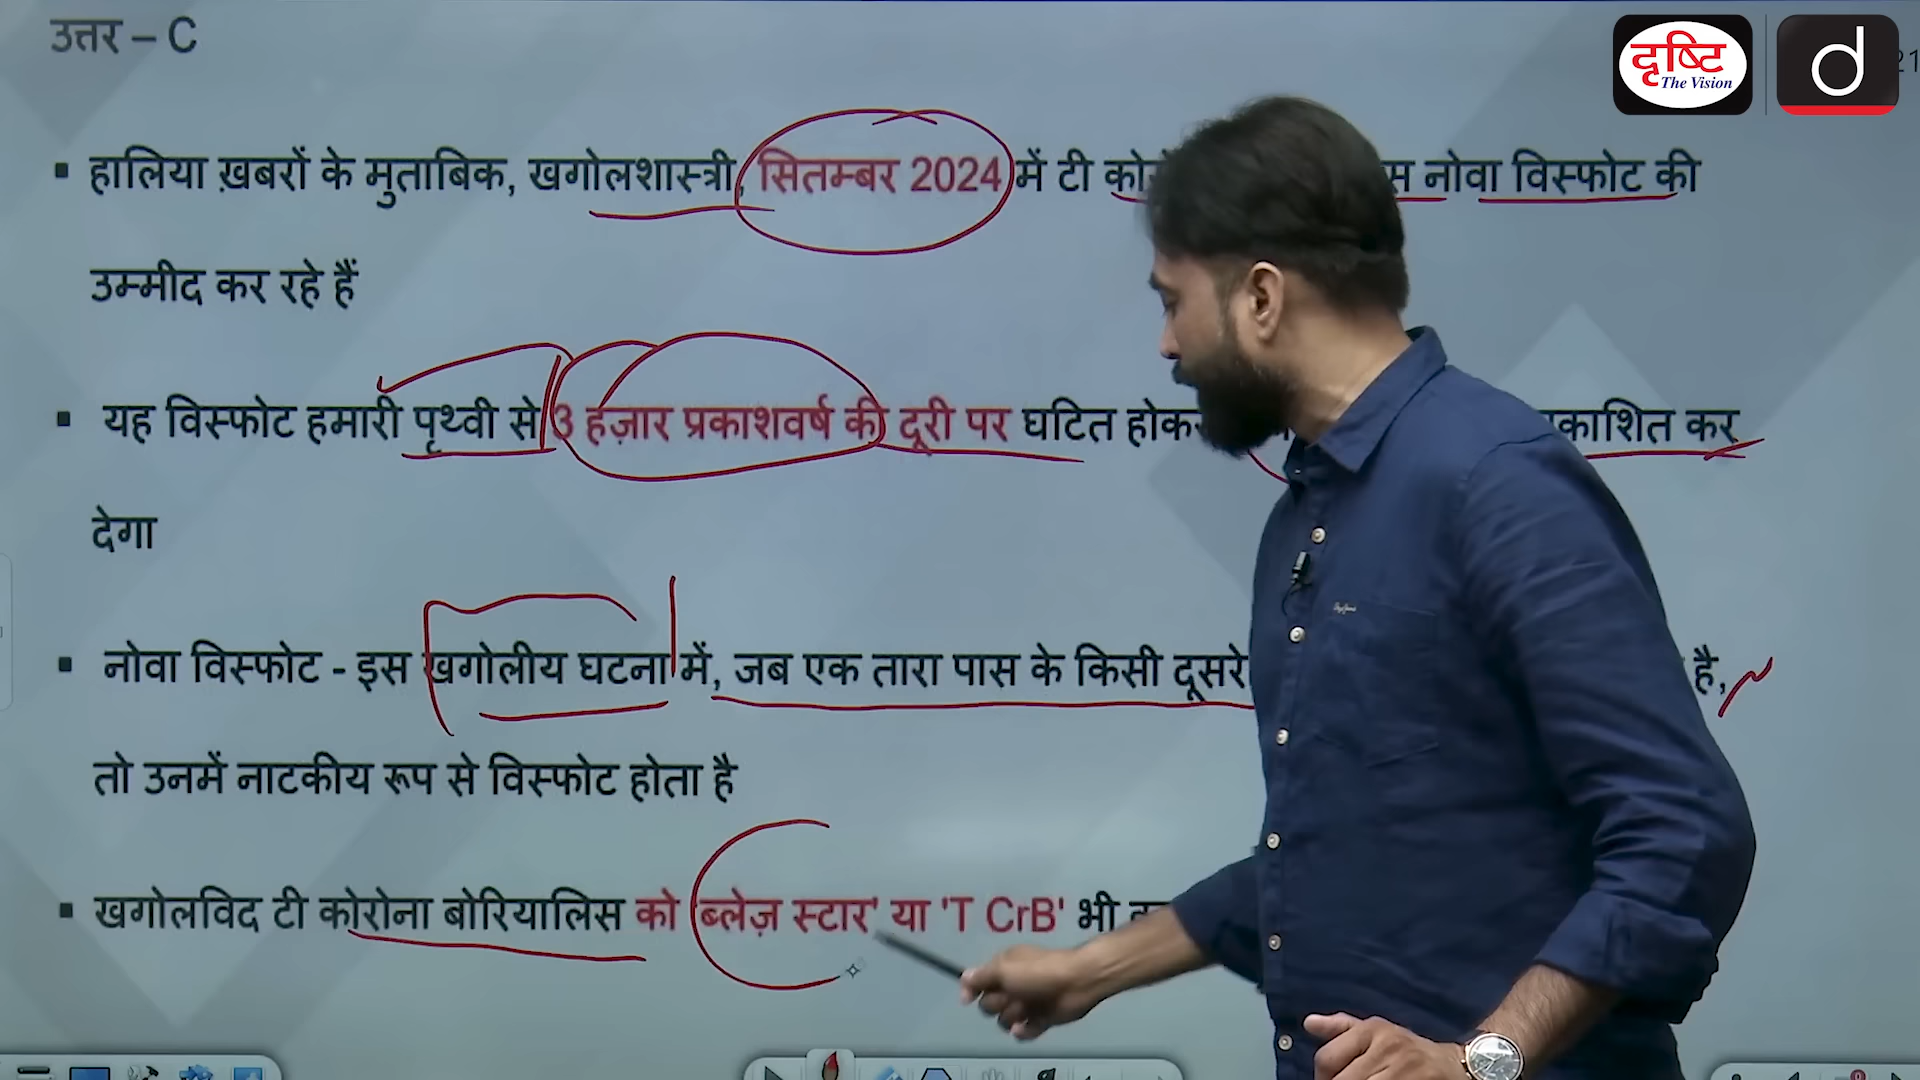 उत्तर – C
दृष्टि
The Vision
d
21
▪ हालिया ख़बरों के मुताबिक, खगोलशास्त्री, सितम्बर 2024 में टी नोवा विस्फोट की
उम्मीद कर रहे हैं
▪ यह विस्फोट हमारी पृथ्वी से 3 हज़ार प्रकाशवर्ष की दूरी पर घटित कर
देगा
▪ नोवा विस्फोट - इस खगोलीय घटना में, जब एक तारा पास के किसी दूसरे है,
तो उनमें नाटकीय रूप से विस्फोट होता है
▪ खगोलविद टी कोरोना बोरियालिस को 'ब्लेज़ स्टार' या 'T CrB' भी